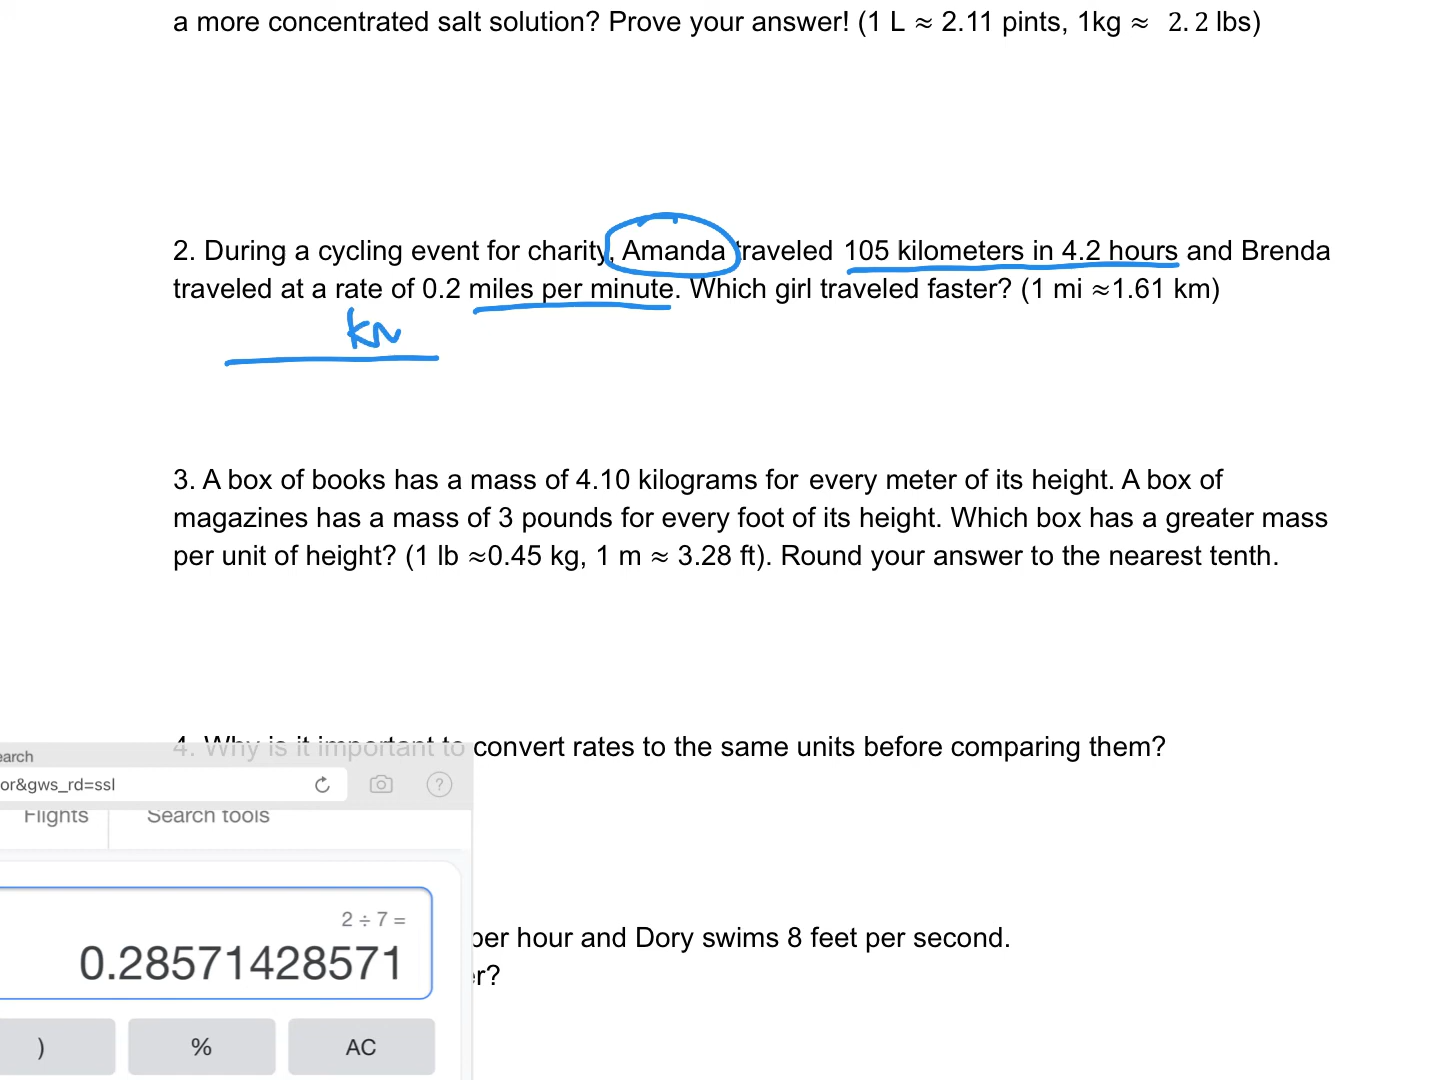 a more concentrated salt solution? Prove your answer! (1 L ≈ 2.11 pints, 1kg ≈ 2.2 lbs)
2. During a cycling event for charity, Amanda traveled 105 kilometers in 4.2 hours and Brenda
traveled at a rate of 0.2 miles per minute. Which girl traveled faster? (1 mi ≈1.61 km)
km
3. A box of books has a mass of 4.10 kilograms for every meter of its height. A box of
magazines has a mass of 3 pounds for every foot of its height. Which box has a greater mass
per unit of height? (1 lb ≈0.45 kg, 1 m ≈ 3.28 ft). Round your answer to the nearest tenth.
4. Why is it important to convert rates to the same units before comparing them?
earch
or&gws_rd=ssl
?
Flights Search tools
2 ÷ 7 =
0.28571428571
) % AC
per hour and Dory swims 8 feet per second.
r?